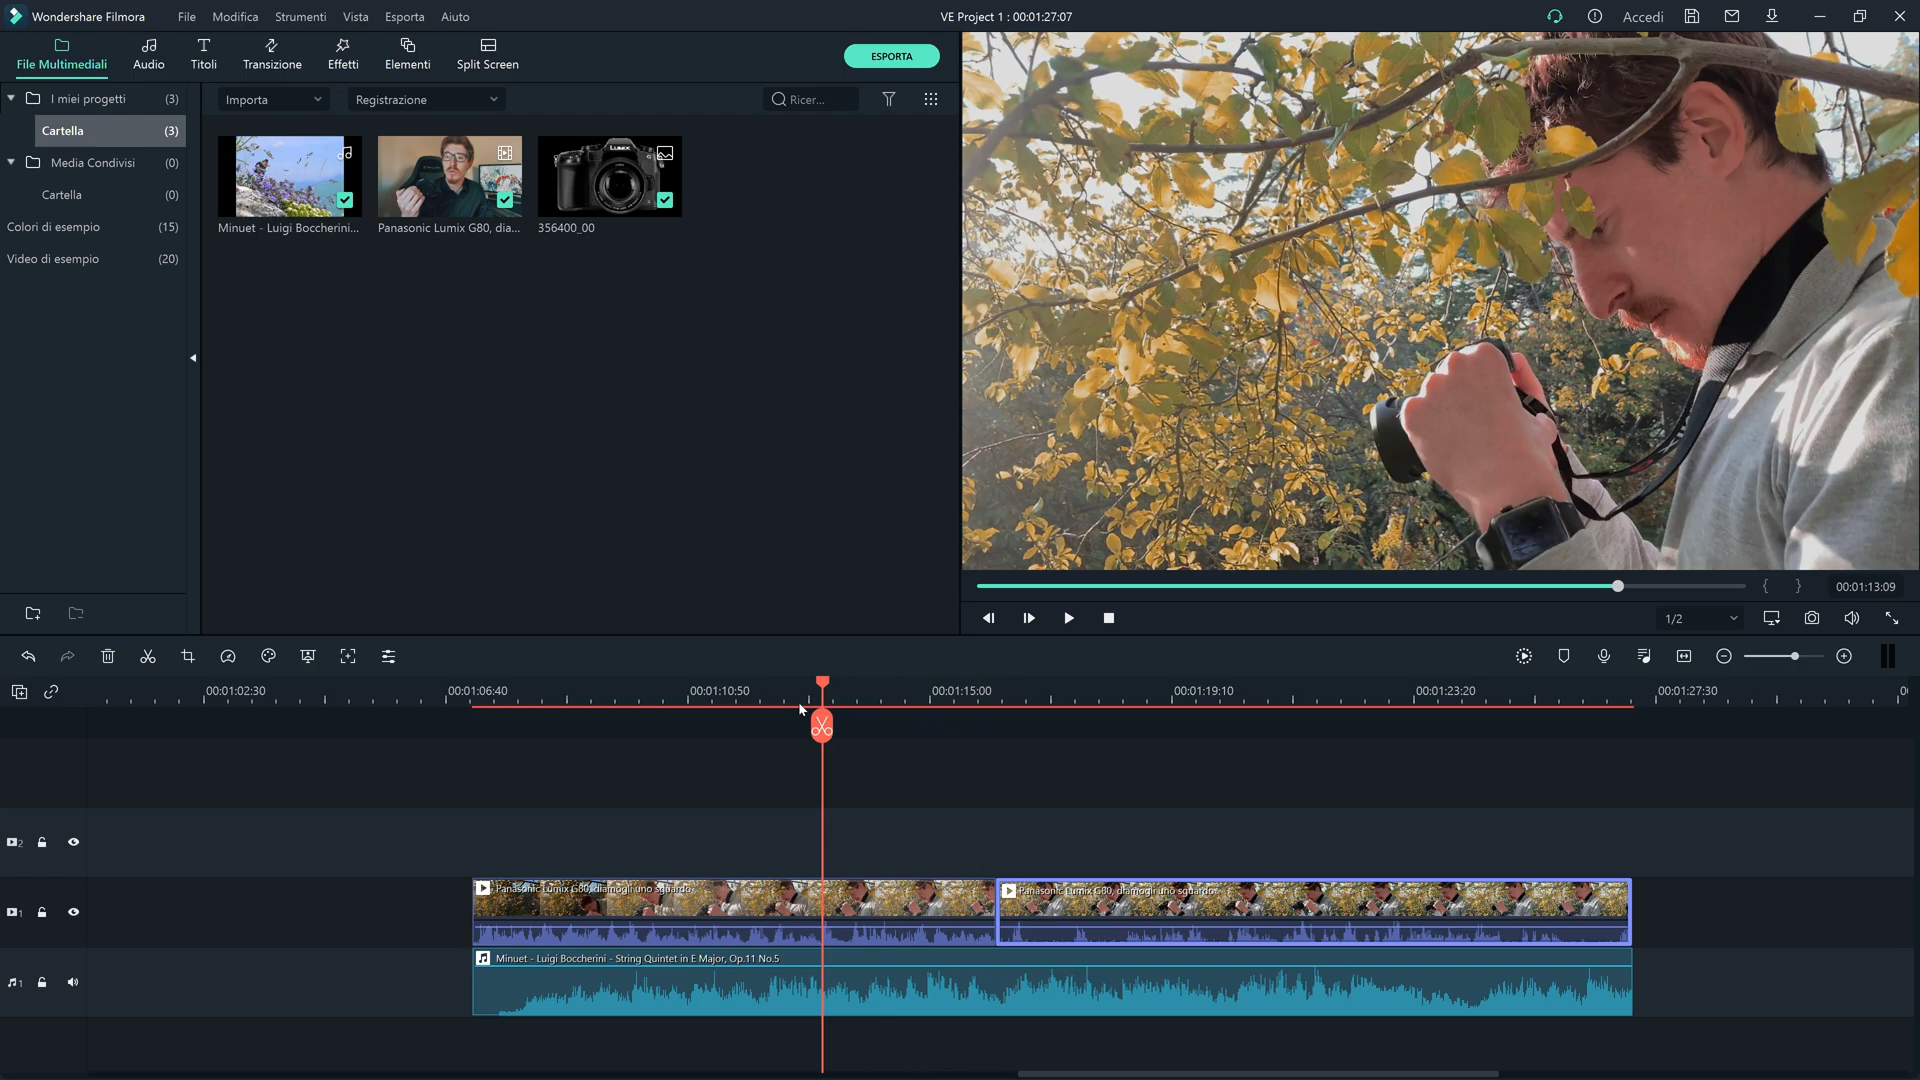 Wondershare Filmora
File Modifica Strumenti Vista Esporta Aiuto
VE Project 1 : 00:01:27:07
Accedi
File Multimediali Audio Titoli Transizione Effetti Elementi Split Screen
ESPORTA
I miei progetti (3)
Cartella (3)
Media Condivisi (0)
Cartella (0)
Colori di esempio (15)
Video di esempio (20)
Importa
Registrazione
Ricer...
LUMIX
Minuet - Luigi Boccherini...
Panasonic Lumix G80, dia...
356400_00
{ } 00:01:13:09
1/2
00:01:02:30 00:01:06:40 00:01:10:50 00:01:15:00 00:01:19:10 00:01:23:20 00:01:27:30
2
1
Panasonic Lumix G80, diamogli uno sguardo
Panasonic Lumix G80, diamogli uno sguardo
1
Minuet - Luigi Boccherini - String Quintet in E Major, Op.11 No.5